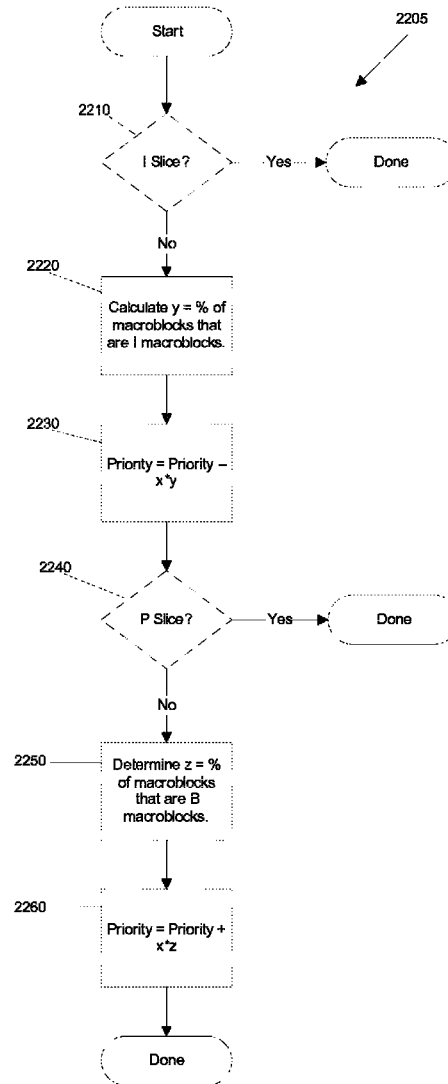 Start
2205
2210
I Slice?
Yes
Done
No
2220
Calculate y = % of
macroblocks that
are I macroblocks.
2230
Priority = Priority –
x*y
2240
P Slice?
Yes
Done
No
2250
Determine z = %
of macroblocks
that are B
macroblocks.
2260
Priority = Priority +
x*z
Done